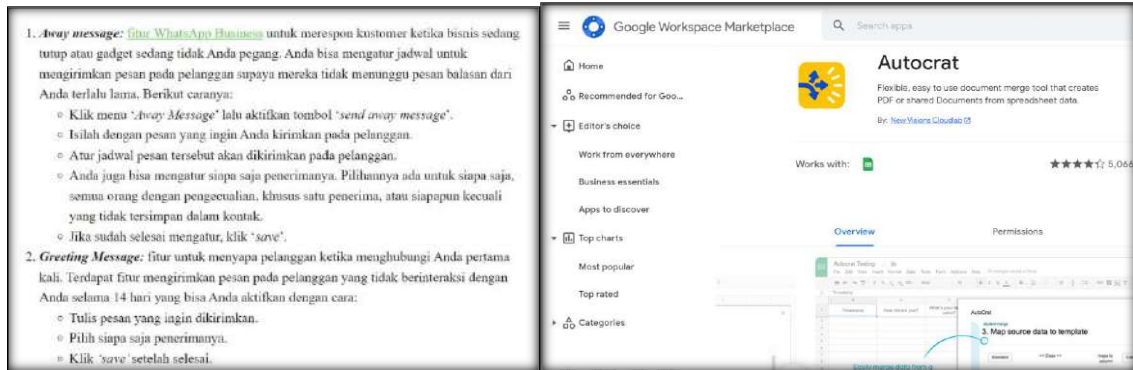 1. Away message: fitur WhatsApp Business untuk merespon kustomer ketika bisnis sedang
tutup atau gadget sedang tidak Anda pegang. Anda bisa mengatur jadwal untuk
mengirimkan pesan pada pelanggan supaya mereka tidak menunggu pesan balasan dari
Anda terlalu lama. Berikut caranya:
Klik menu 'Away Message' lalu aktifkan tombol 'send away message'.
Isilah dengan pesan yang ingin Anda kirimkan pada pelanggan.
Atur jadwal pesan tersebut akan dikirimkan pada pelanggan.
Anda juga bisa mengatur siapa saja penerimanya. Pilihannya ada untuk siapa saja,
semua orang dengan pengecualian, khusus satu penerima, atau siapapun kecuali
yang tidak tersimpan dalam kontak.
Jika sudah selesai mengatur, klik 'save'.
2. Greeting Message: fitur untuk menyapa pelanggan ketika menghubungi Anda pertama
kali. Terdapat fitur mengirimkan pesan pada pelanggan yang tidak berinteraksi dengan
Anda selama 14 hari yang bisa Anda aktifkan dengan cara:
Tulis pesan yang ingin dikirimkan.
Pilih siapa saja penerimanya.
Klik 'save' setelah selesai.
Google Workspace Marketplace
Search apps
Home
Recommended for Goo...
Editor's choice
Work from everywhere
Business essentials
Apps to discover
Top charts
Most popular
Top rated
Categories
Autocrat
Flexible, easy to use document merge tool that creates
PDF or shared Documents from spreadsheet data.
By: New Visions Cloudlab
Works with:
5,066
Overview
Permissions
Autocrat Testing
AutoCrat
3. Map source data to template
Easily merge data from a